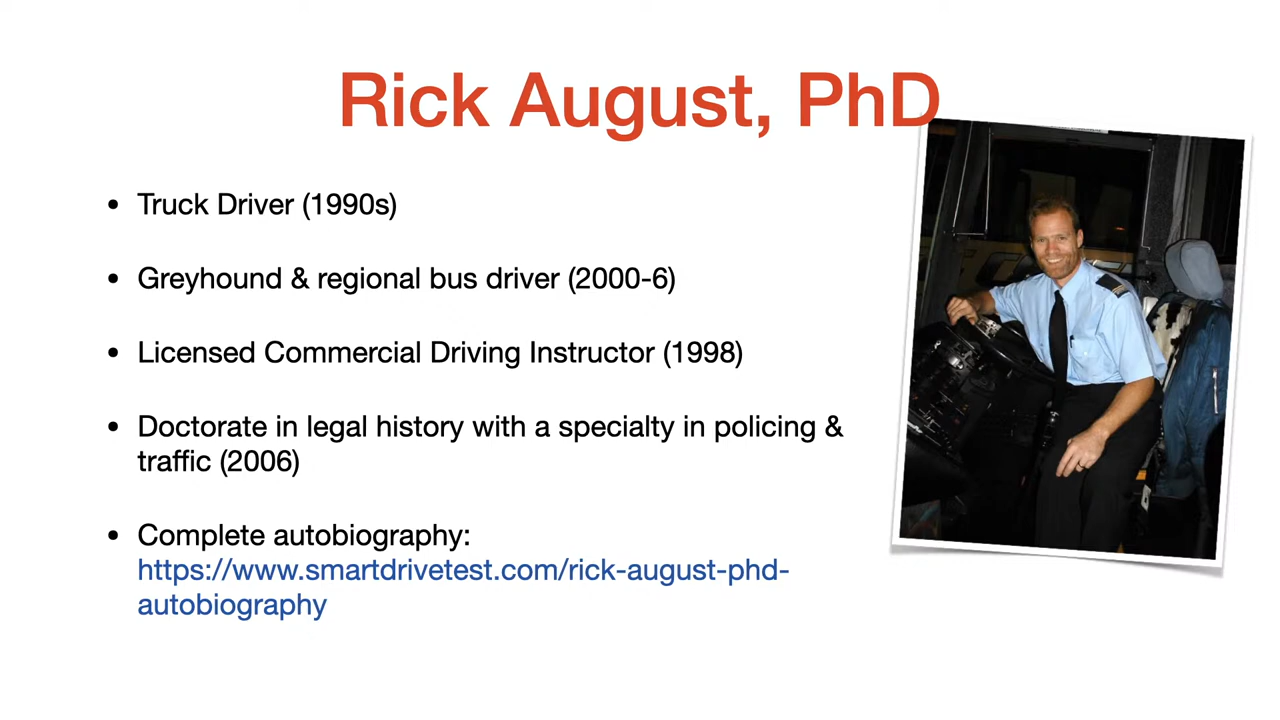 Rick August, PhD
• Truck Driver (1990s)
• Greyhound & regional bus driver (2000-6)
• Licensed Commercial Driving Instructor (1998)
• Doctorate in legal history with a specialty in policing &
traffic (2006)
• Complete autobiography:
https://www.smartdrivetest.com/rick-august-phd-
autobiography